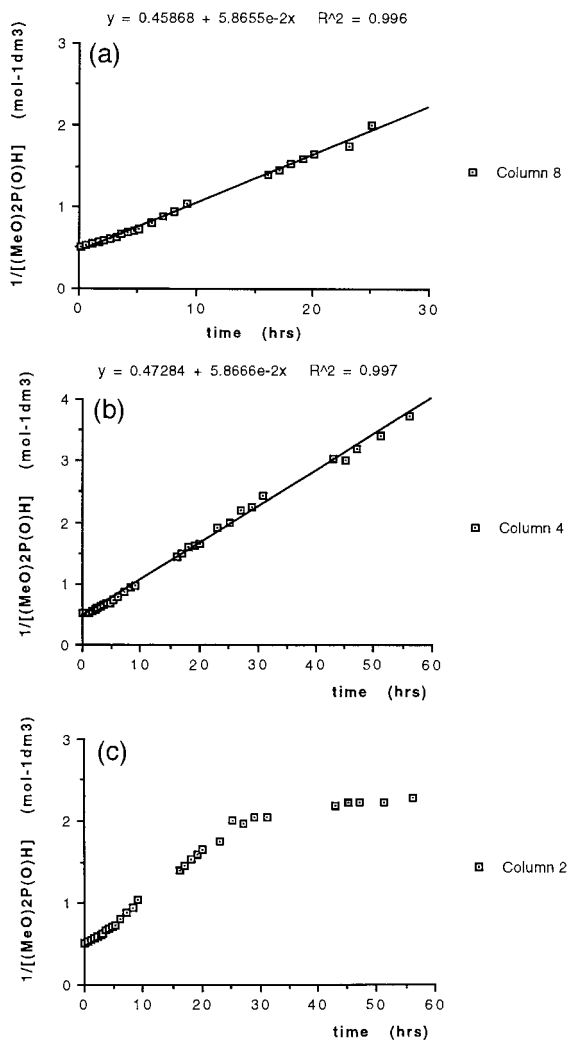 y = 0.45868 + 5.8655e-2x R^2 = 0.996
(a)
1/[(MeO)2P(O)H] (mol-1dm3)
3
2
1
0
0 10 20 30
time (hrs)
Column 8
y = 0.47284 + 5.8666e-2x R^2 = 0.997
(b)
1/[(MeO)2P(O)H] (mol-1dm3)
4
3
2
1
0
0 10 20 30 40 50 60
time (hrs)
Column 4
(c)
1/[(MeO)2P(O)H] (mol-1dm3)
3
2
1
0
0 10 20 30 40 50 60
time (hrs)
Column 2